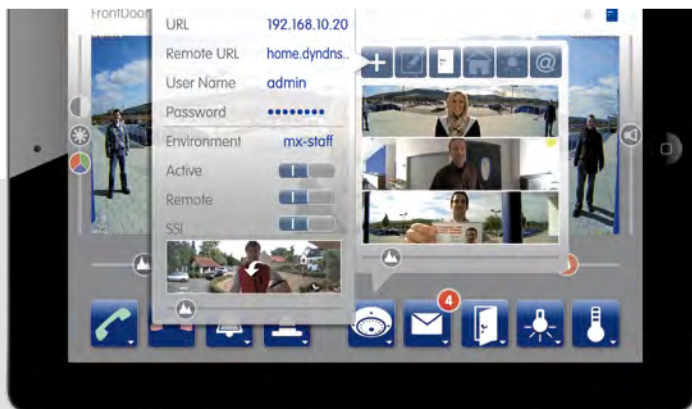 FrontDoor
URL 192.168.10.20
Remote URL home.dyndns..
User Name admin
Password ••••••••
Environment mx-staff
Active
Remote
SSl
@
4